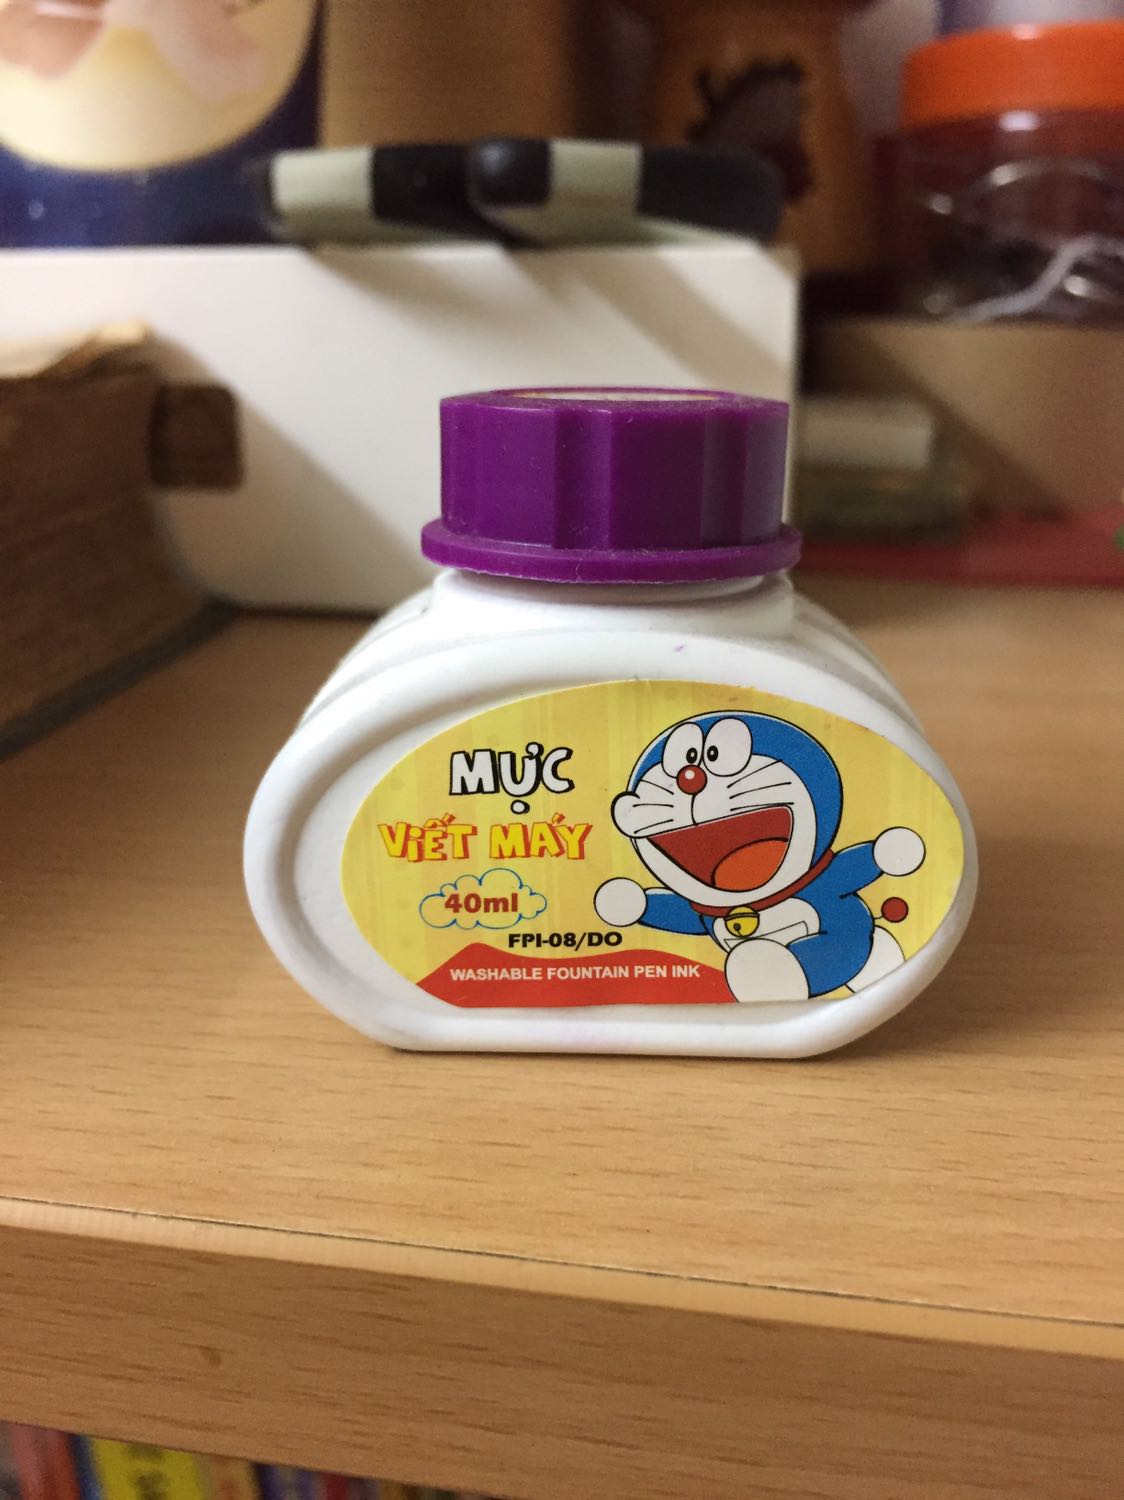 MỰC
VIẾT MÁY
40ml
FPI-08/DO
WASHABLE FOUNTAIN PEN INK